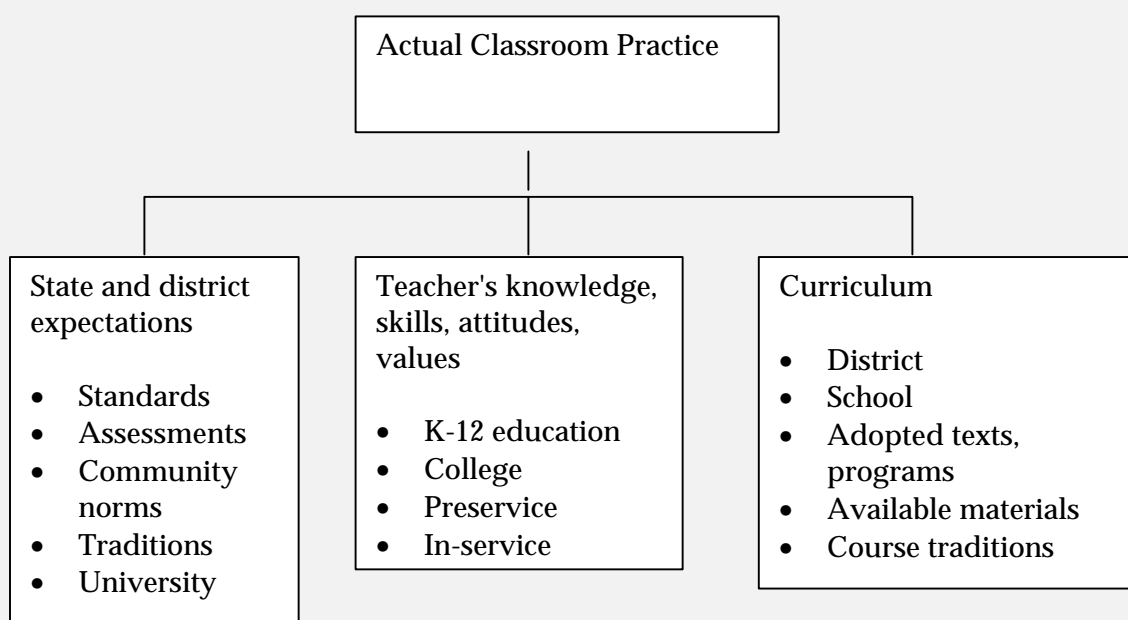 Actual Classroom Practice
State and district
expectations
• Standards
• Assessments
• Community
norms
• Traditions
• University
Teacher's knowledge,
skills, attitudes,
values
• K-12 education
• College
• Preservice
• In-service
Curriculum
• District
• School
• Adopted texts,
programs
• Available materials
• Course traditions